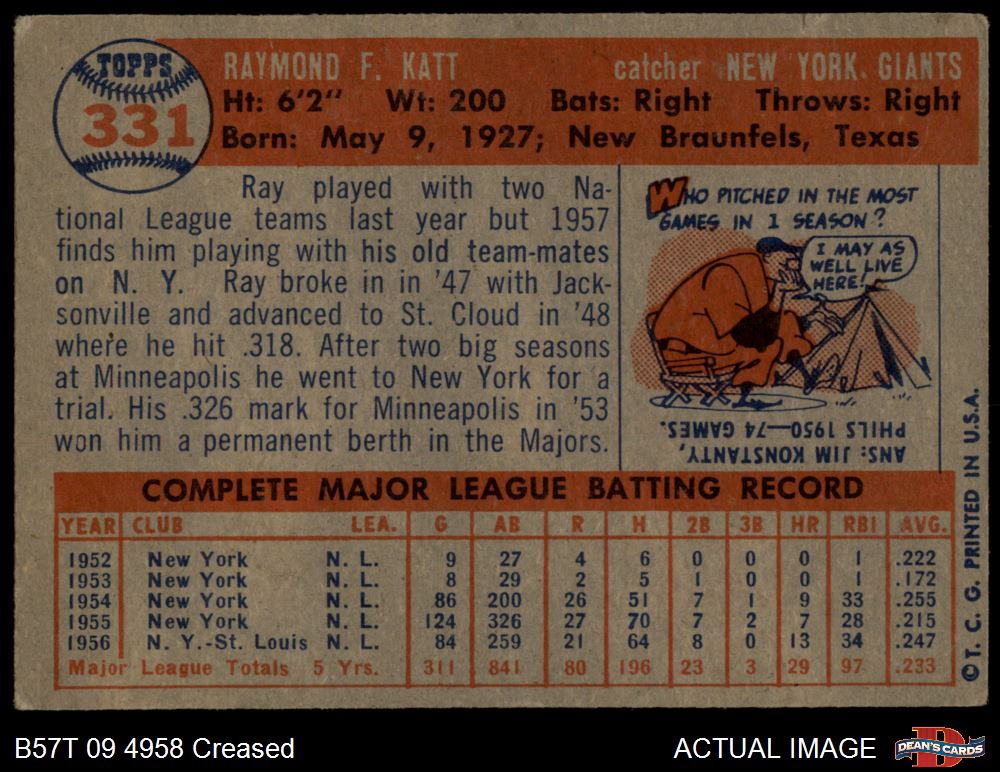 TOPPS
331
RAYMOND F. KATT catcher NEW YORK GIANTS
Ht: 6'2" Wt: 200 Bats: Right Throws: Right
Born: May 9, 1927; New Braunfels, Texas
Ray played with two Na-
tional League teams last year but 1957
finds him playing with his old team-mates
on N. Y. Ray broke in in '47 with Jack-
sonville and advanced to St. Cloud in '48
where he hit .318. After two big seasons
at Minneapolis he went to New York for a
trial. His .326 mark for Minneapolis in '53
won him a permanent berth in the Majors.
WHO PITCHED IN THE MOST
GAMES IN 1 SEASON?
I MAY AS
WELL LIVE
HERE!
ANS: JIM KONSTANTY,
PHILS 1950—74 GAMES.
COMPLETE MAJOR LEAGUE BATTING RECORD
YEAR CLUB LEA. G AB R H 2B 3B HR RBI AVG.
1952 New York N. L. 9 27 4 6 0 0 0 1 .222
1953 New York N. L. 8 29 2 5 1 0 0 1 .172
1954 New York N. L. 86 200 26 51 7 1 9 33 .255
1955 New York N. L. 124 326 27 70 7 2 7 28 .215
1956 N. Y.-St. Louis N. L. 84 259 21 64 8 0 13 34 .247
Major League Totals 5 Yrs. 311 841 80 196 23 3 29 97 .233
©T. C. G. PRINTED IN U.S.A.
B57T 09 4958 Creased
ACTUAL IMAGE
DEAN'S CARDS